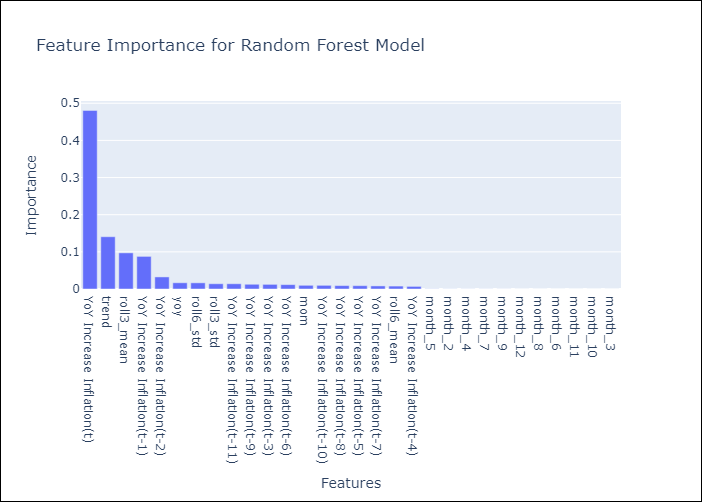 Feature Importance for Random Forest Model
Importance
0.5
0.4
0.3
0.2
0.1
0
YoY Increase Inflation(t)
trend
roll3_mean
YoY Increase Inflation(t-1)
YoY Increase Inflation(t-2)
yoy
roll6_std
roll3_std
YoY Increase Inflation(t-11)
YoY Increase Inflation(t-9)
YoY Increase Inflation(t-3)
YoY Increase Inflation(t-6)
mom
YoY Increase Inflation(t-10)
YoY Increase Inflation(t-8)
YoY Increase Inflation(t-5)
YoY Increase Inflation(t-7)
roll6_mean
YoY Increase Inflation(t-4)
month_5
month_2
month_4
month_7
month_9
month_12
month_8
month_6
month_11
month_10
month_3
Features